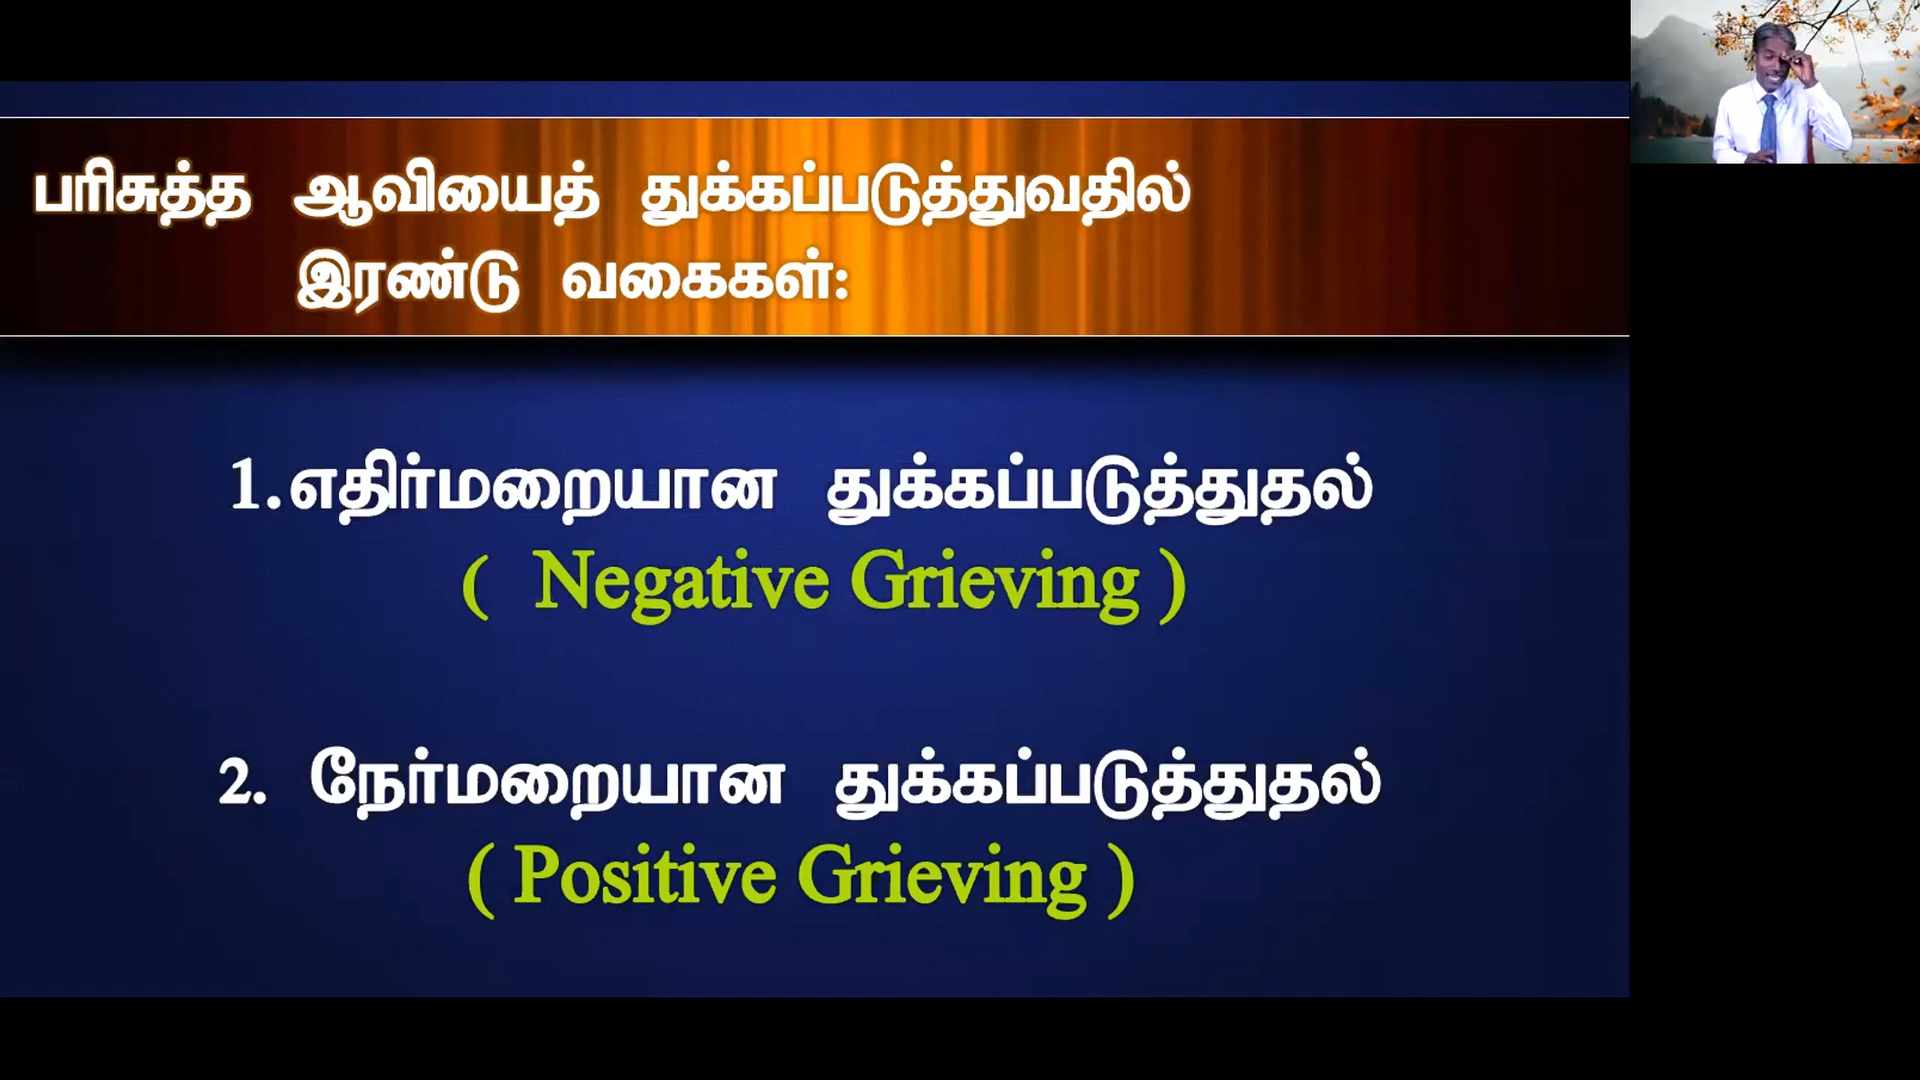 பரிசுத்த ஆவியைத் துக்கப்படுத்துவதில்
இரண்டு வகைகள்:
1.எதிர்மறையான துக்கப்படுத்துதல்
( Negative Grieving )
2. நேர்மறையான துக்கப்படுத்துதல்
( Positive Grieving )